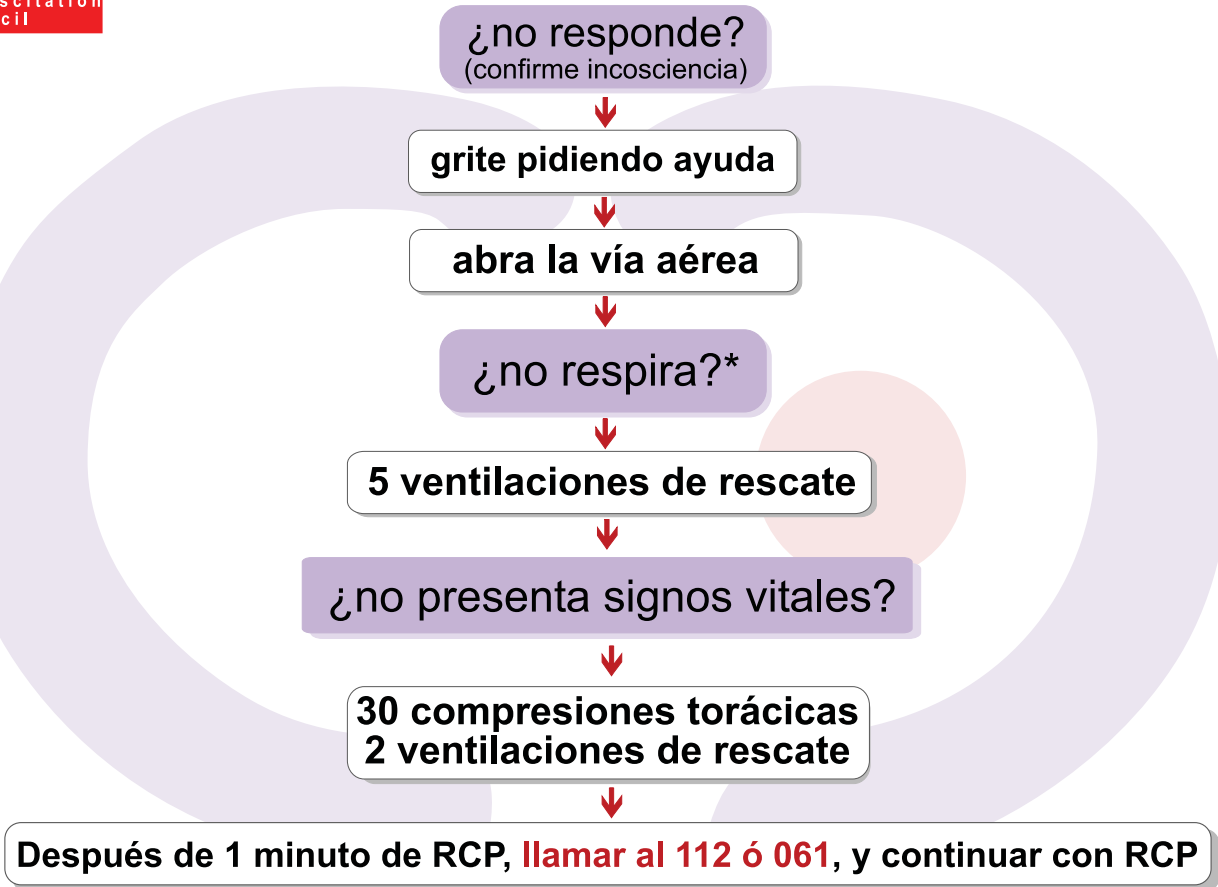 scitation
cil
¿no responde?
(confirme incosciencia)
grite pidiendo ayuda
abra la vía aérea
¿no respira?*
5 ventilaciones de rescate
¿no presenta signos vitales?
30 compresiones torácicas
2 ventilaciones de rescate
Después de 1 minuto de RCP, llamar al 112 ó 061, y continuar con RCP